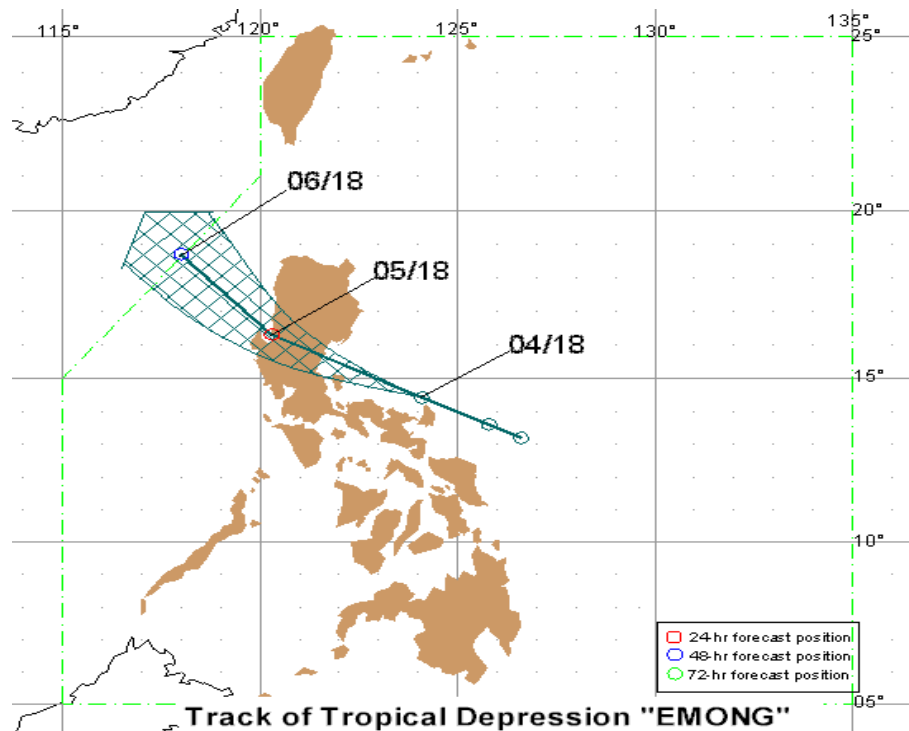 115° 120° 125° 130° 135°
25°
06/18
20°
05/18
04/18
15°
10°
24-hr forecast position
48-hr forecast position
72-hr forecast position
05°
Track of Tropical Depression "EMONG"